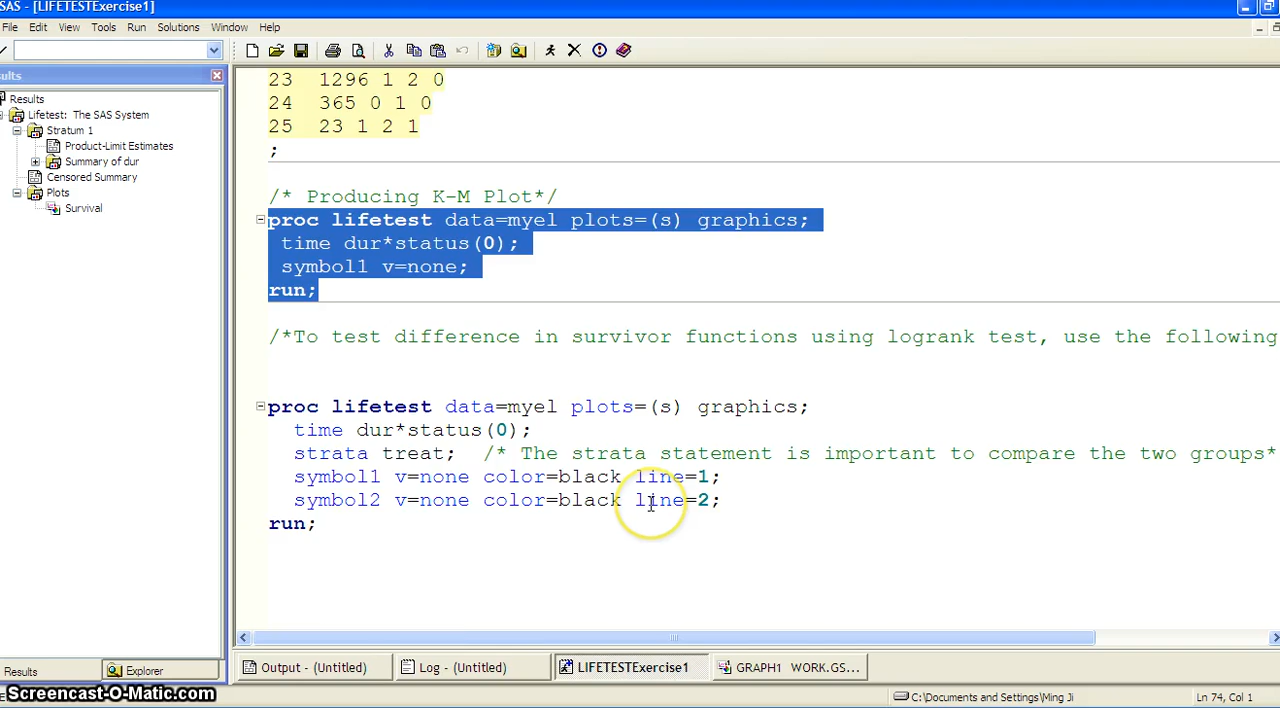 SAS - [LIFETESTExercise1]
File Edit View Tools Run Solutions Window Help
Results
Lifetest: The SAS System
Stratum 1
Product-Limit Estimates
Summary of dur
Censored Summary
Plots
Survival
23 1296 1 2 0
24 365 0 1 0
25 23 1 2 1
;
/* Producing K-M Plot*/
proc lifetest data=myel plots=(s) graphics;
time dur*status(0);
symbol1 v=none;
run;
/*To test difference in survivor functions using logrank test, use the following
proc lifetest data=myel plots=(s) graphics;
time dur*status(0);
strata treat; /* The strata statement is important to compare the two groups*
symbol1 v=none color=black line=1;
symbol2 v=none color=black line=2;
run;
Results Explorer
Output - (Untitled) Log - (Untitled) LIFETESTExercise1 GRAPH1 WORK.GS...
Screencast-O-Matic.com
C:\Documents and Settings\Ming Ji Ln 74, Col 1